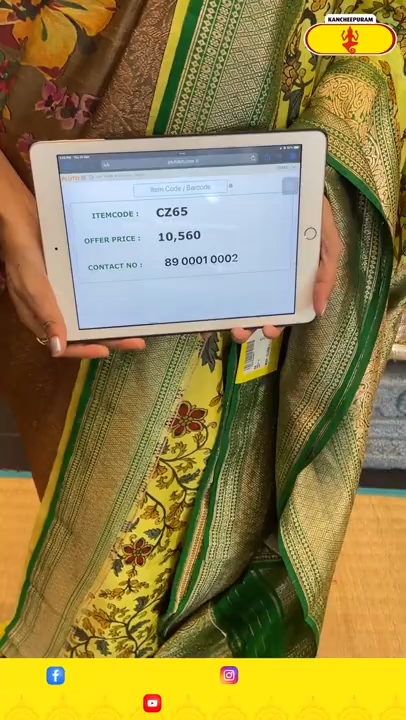 KANCHEEPURAM
Item Code / Barcode
ITEMCODE : CZ65
OFFER PRICE : 10,560
CONTACT NO : 89 0001 0002